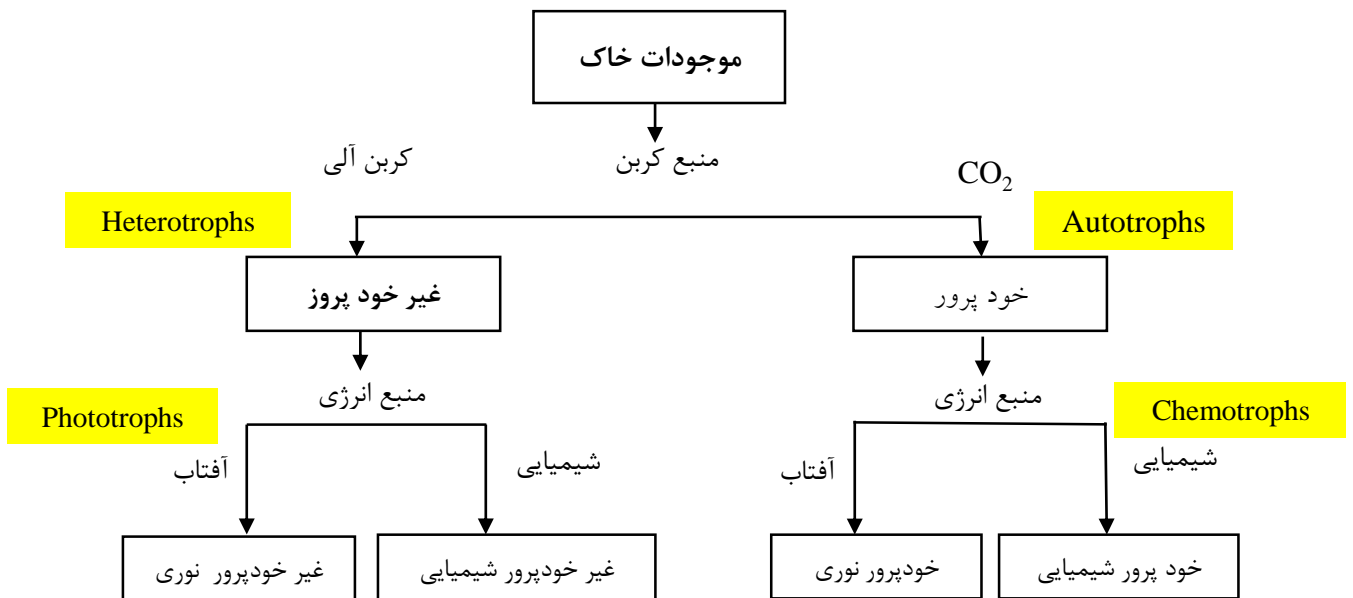 موجودات خاک
منبع کربن
CO2
کربن آلی
Autotrophs
Heterotrophs
خود پرور
غیر خود پروز
منبع انرژی
منبع انرژی
Chemotrophs
Phototrophs
شیمیایی
آفتاب
شیمیایی
آفتاب
خود پرور شیمیایی
خودپرور نوری
غیر خودپرور شیمیایی
غیر خودپرور نوری